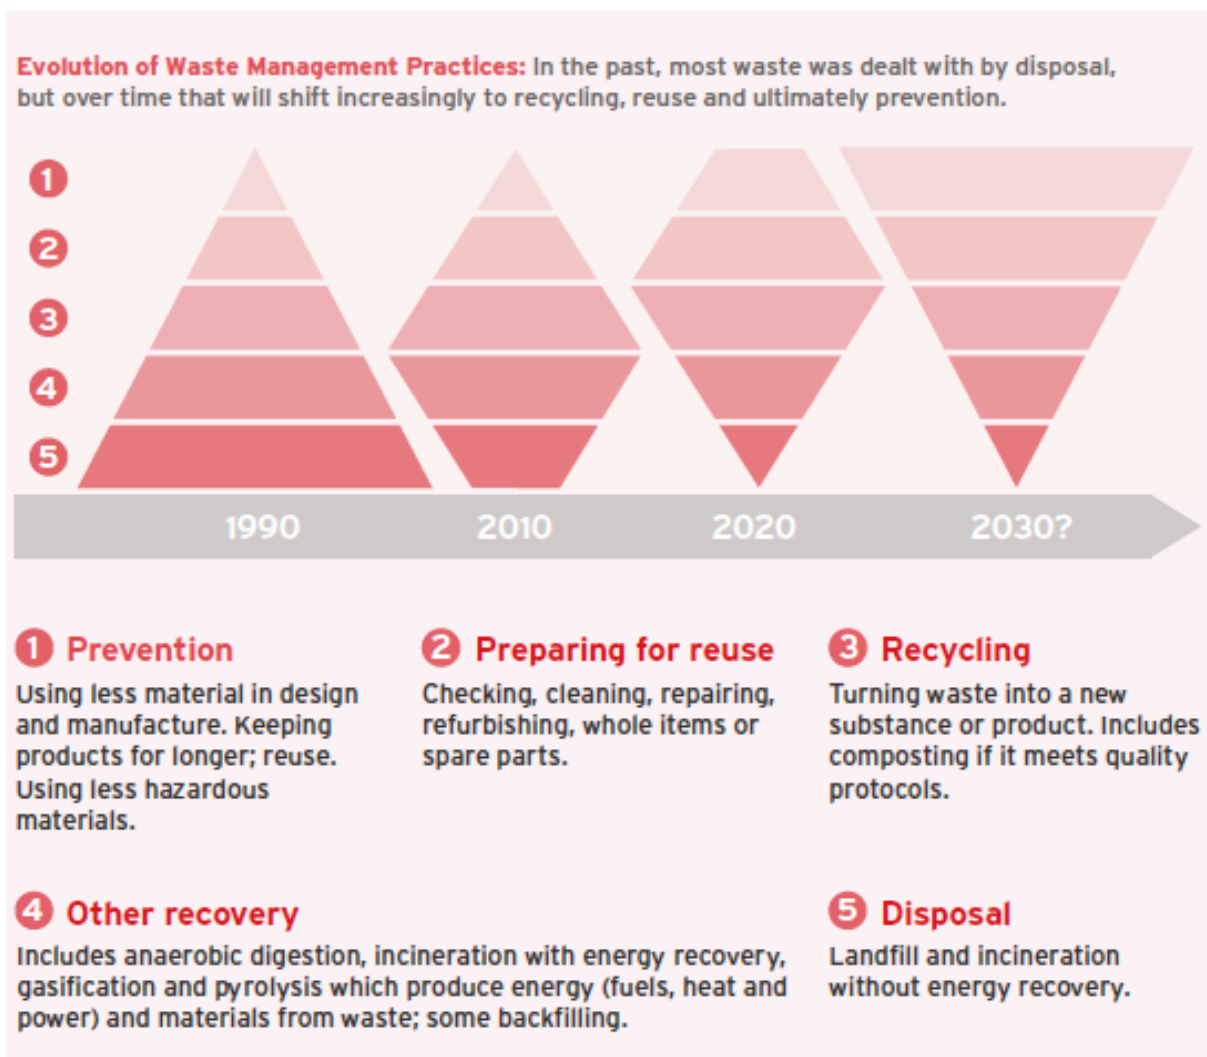 Evolution of Waste Management Practices: In the past, most waste was dealt with by disposal,
but over time that will shift increasingly to recycling, reuse and ultimately prevention.
1
2
3
4
5
1990 2010 2020 2030?
1 Prevention
Using less material in design
and manufacture. Keeping
products for longer; reuse.
Using less hazardous
materials.
2 Preparing for reuse
Checking, cleaning, repairing,
refurbishing, whole items or
spare parts.
3 Recycling
Turning waste into a new
substance or product. Includes
composting if it meets quality
protocols.
4 Other recovery
Includes anaerobic digestion, incineration with energy recovery,
gasification and pyrolysis which produce energy (fuels, heat and
power) and materials from waste; some backfilling.
5 Disposal
Landfill and incineration
without energy recovery.